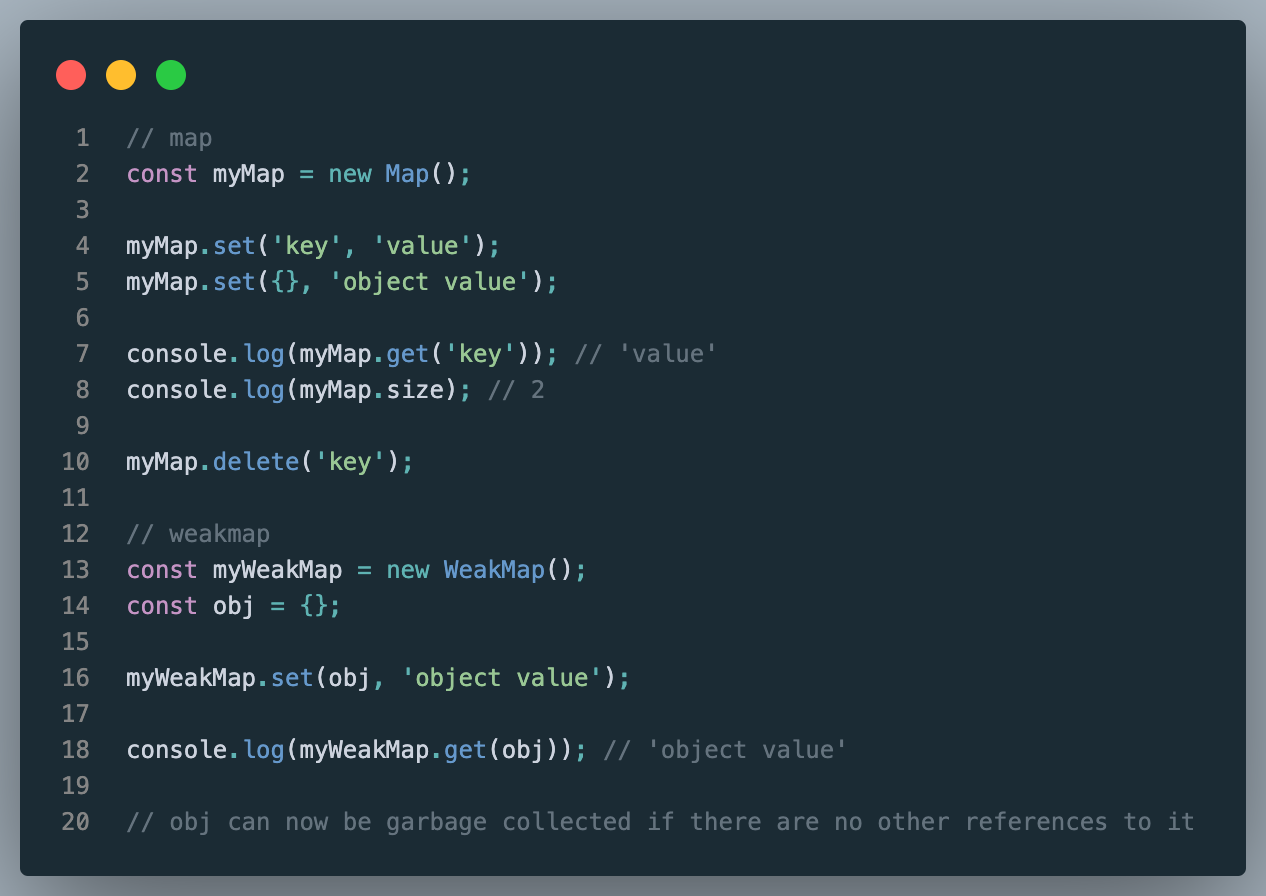 1 // map
2 const myMap = new Map();
3
4 myMap.set('key', 'value');
5 myMap.set({}, 'object value');
6
7 console.log(myMap.get('key')); // 'value'
8 console.log(myMap.size); // 2
9
10 myMap.delete('key');
11
12 // weakmap
13 const myWeakMap = new WeakMap();
14 const obj = {};
15
16 myWeakMap.set(obj, 'object value');
17
18 console.log(myWeakMap.get(obj)); // 'object value'
19
20 // obj can now be garbage collected if there are no other references to it